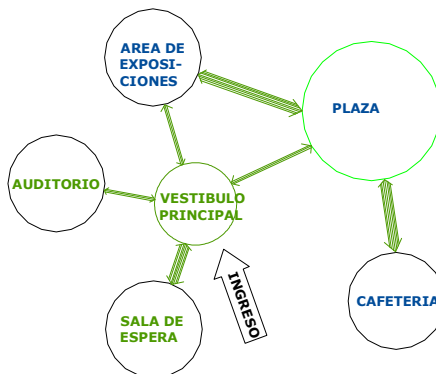 AREA DE
EXPOSI-
CIONES
PLAZA
AUDITORIO
VESTIBULO
PRINCIPAL
INGRESO
SALA DE
ESPERA
CAFETERIA